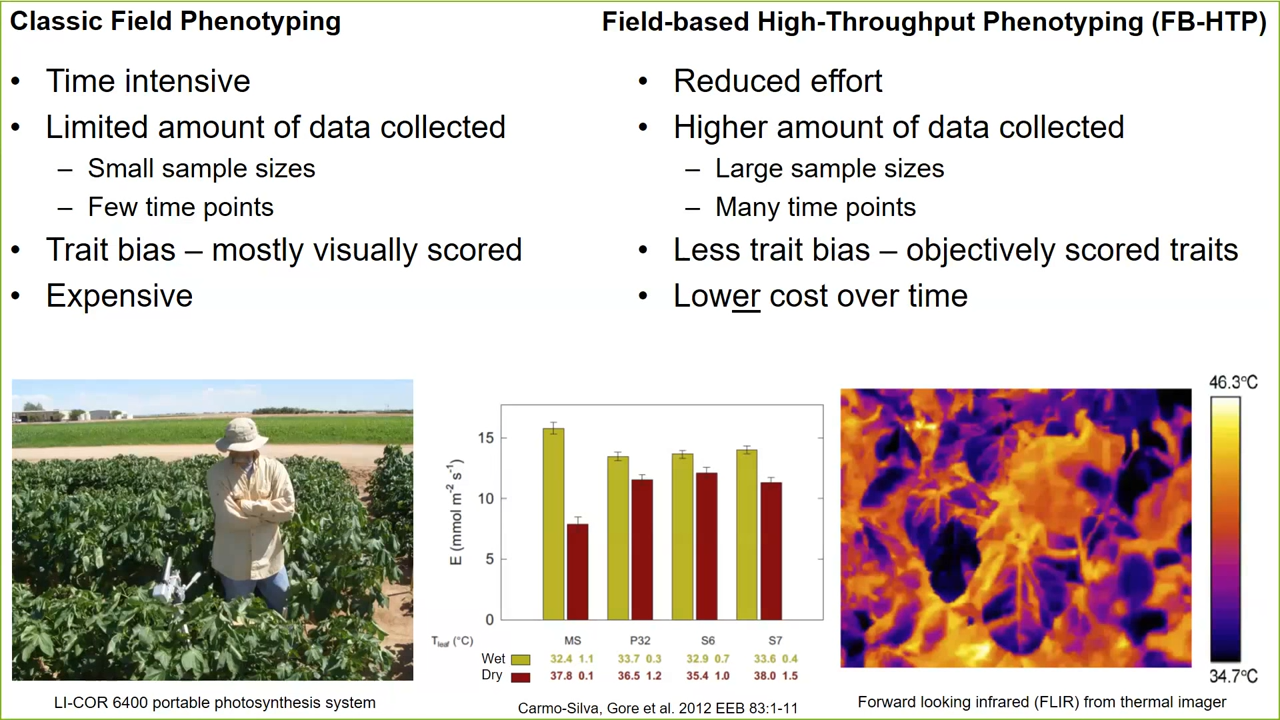 Classic Field Phenotyping
• Time intensive
• Limited amount of data collected
– Small sample sizes
– Few time points
• Trait bias – mostly visually scored
• Expensive
Field-based High-Throughput Phenotyping (FB-HTP)
• Reduced effort
• Higher amount of data collected
– Large sample sizes
– Many time points
• Less trait bias – objectively scored traits
• Lower cost over time
LI-COR 6400 portable photosynthesis system
E (mmol m⁻² s⁻¹)
15
10
5
0
Tleaf (°C) MS P32 S6 S7
Wet 32.4 1.1 33.7 0.3 32.9 0.7 33.6 0.4
Dry 37.8 0.1 36.5 1.2 35.4 1.0 38.0 1.5
Carmo-Silva, Gore et al. 2012 EEB 83:1-11
46.3°C
34.7°C
Forward looking infrared (FLIR) from thermal imager